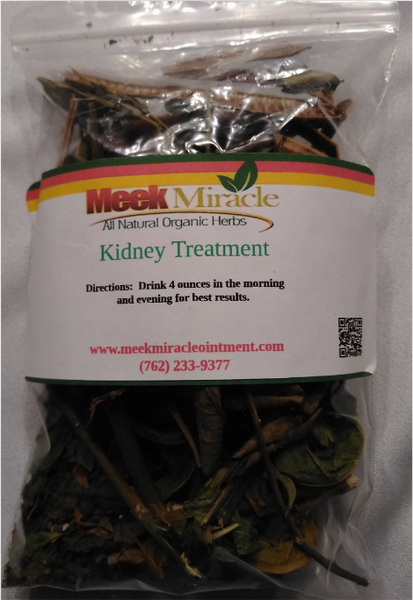 Meek Miracle
All Natural Organic Herbs
Kidney Treatment
Directions: Drink 4 ounces in the morning
and evening for best results.
www.meekmiracleointment.com
(762) 233-9377